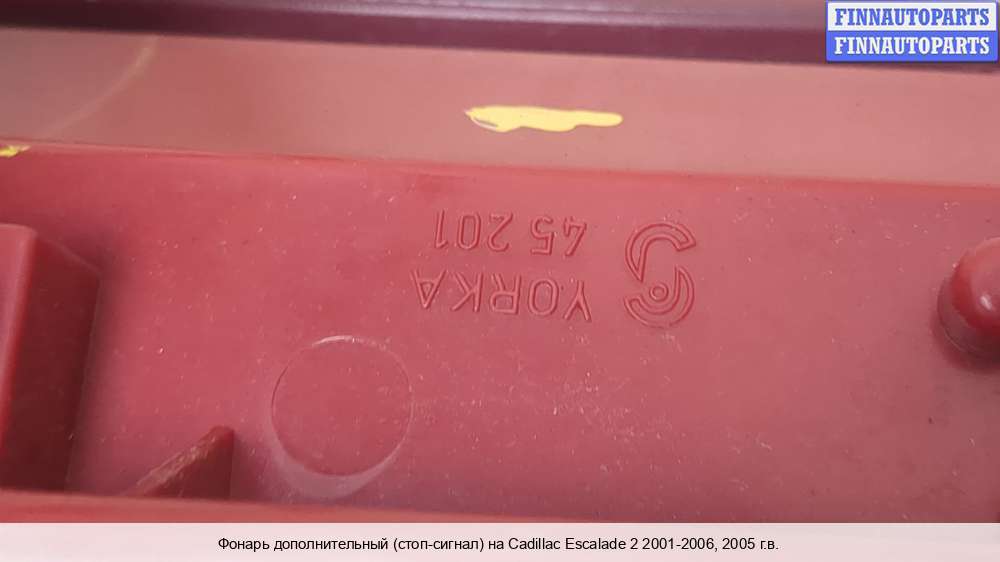 FINNAUTOPARTS
FINNAUTOPARTS
YORKA
45 201
Фонарь дополнительный (стоп-сигнал) на Cadillac Escalade 2 2001-2006, 2005 г.в.